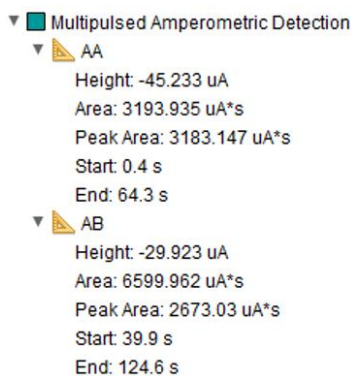 Multipulsed Amperometric Detection
AA
Height: -45.233 uA
Area: 3193.935 uA*s
Peak Area: 3183.147 uA*s
Start: 0.4 s
End: 64.3 s
AB
Height: -29.923 uA
Area: 6599.962 uA*s
Peak Area: 2673.03 uA*s
Start: 39.9 s
End: 124.6 s